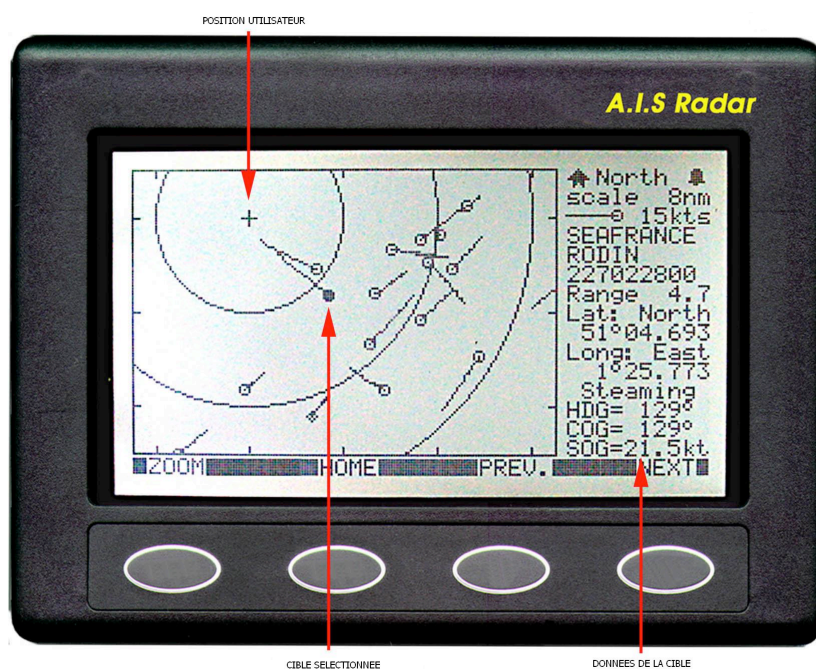 POSITION UTILISATEUR
A.I.S Radar
North
scale 8nm
15kts
SEAFRANCE
RODIN
227022800
Range 4.7
Lat: North
51°04.693
Long: East
1°25.773
Steaming
HDG= 129°
COG= 129°
SOG=21.5kt
ZOOM HOME PREV. NEXT
CIBLE SELECTIONNEE
DONNEES DE LA CIBLE